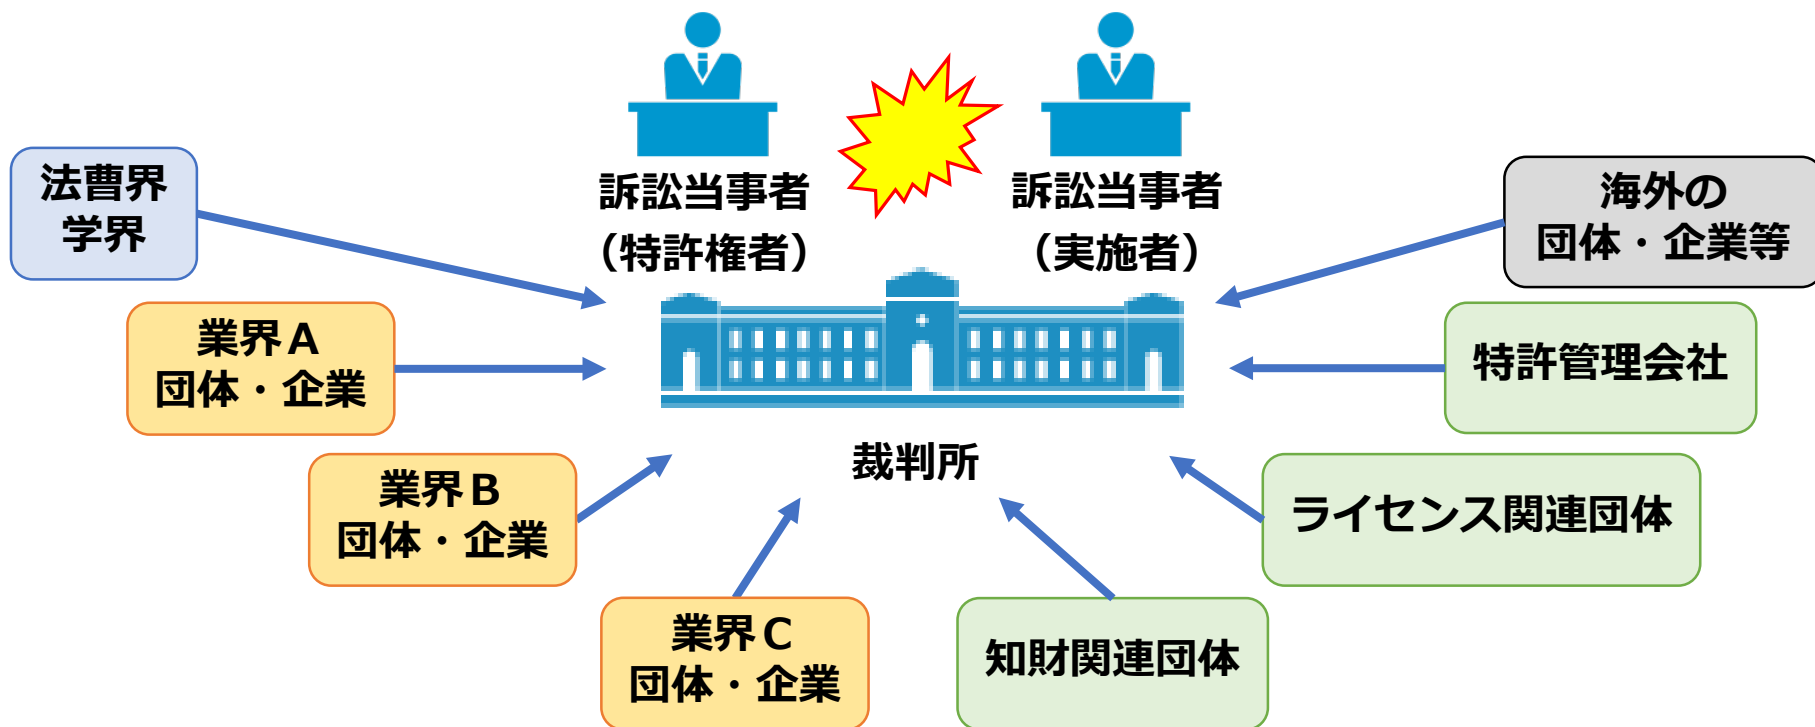 訴訟当事者
（特許権者）
訴訟当事者
（実施者）
法曹界
学界
海外の
団体・企業等
業界A
団体・企業
特許管理会社
裁判所
業界B
団体・企業
ライセンス関連団体
業界C
団体・企業
知財関連団体